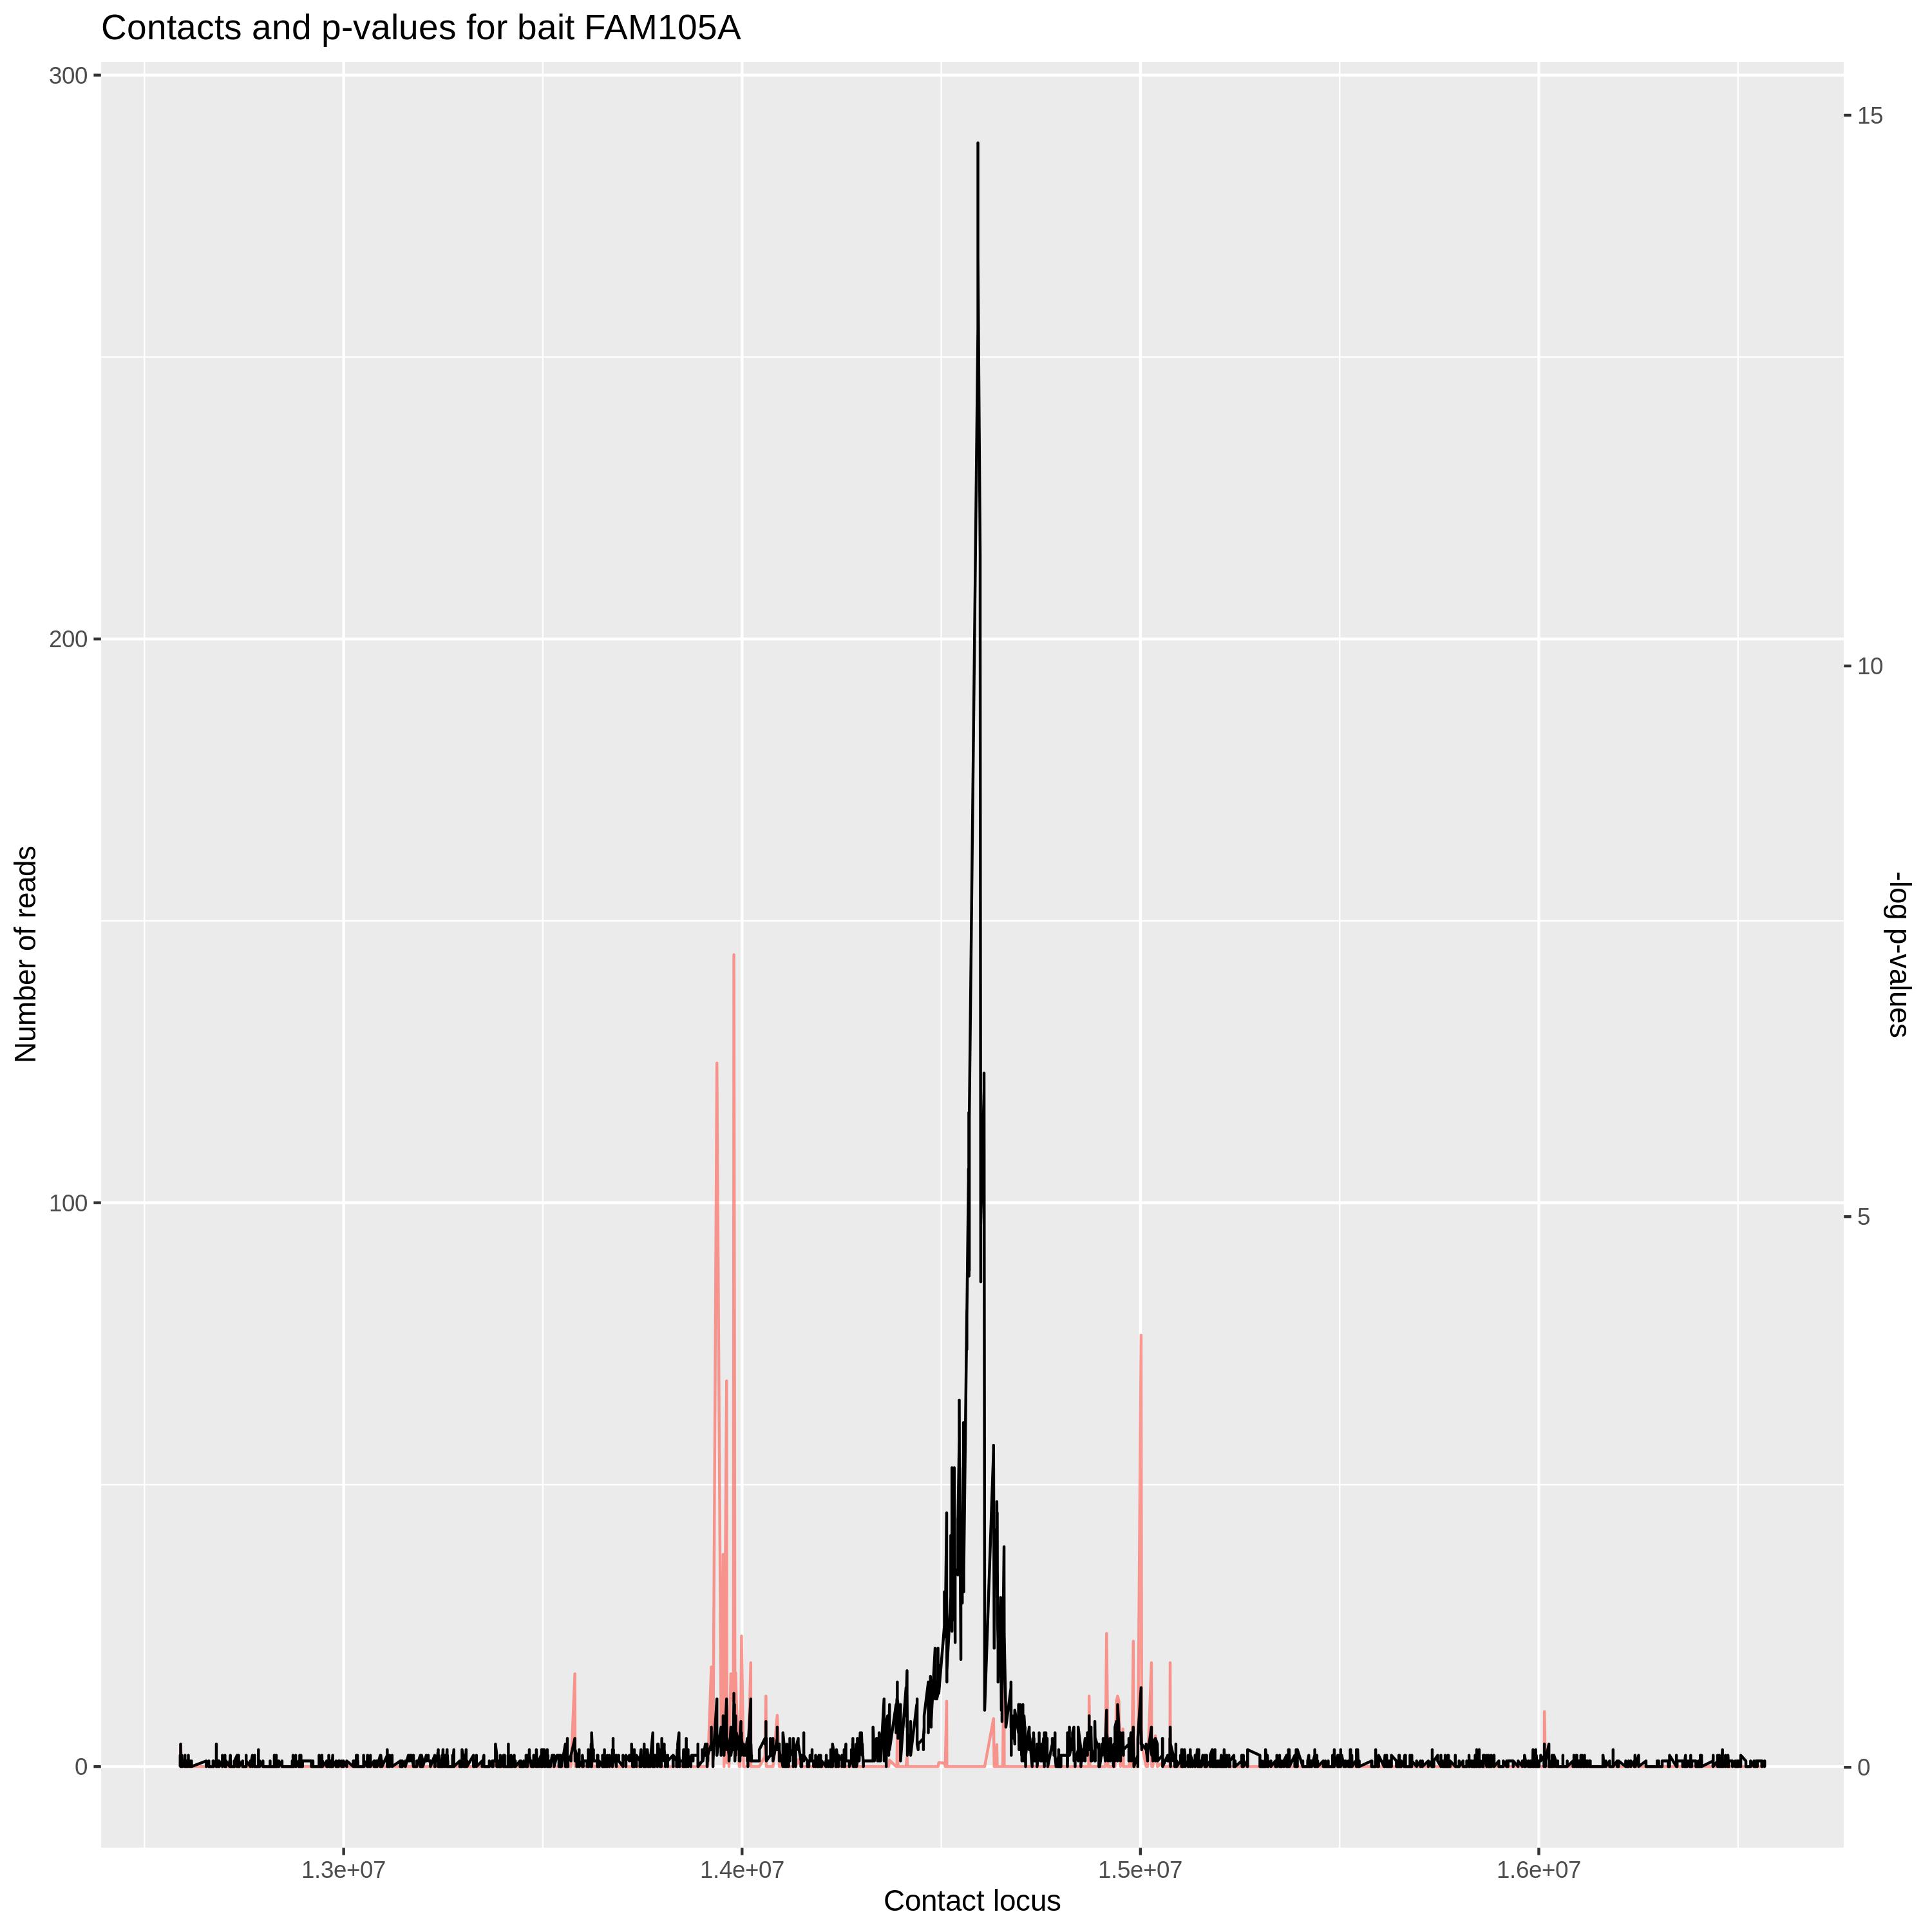 Contacts and p-values for bait FAM105A
300
200
100
0
Number of reads
15
10
5
0
-log p-values
1.3e+07
1.4e+07
1.5e+07
1.6e+07
Contact locus